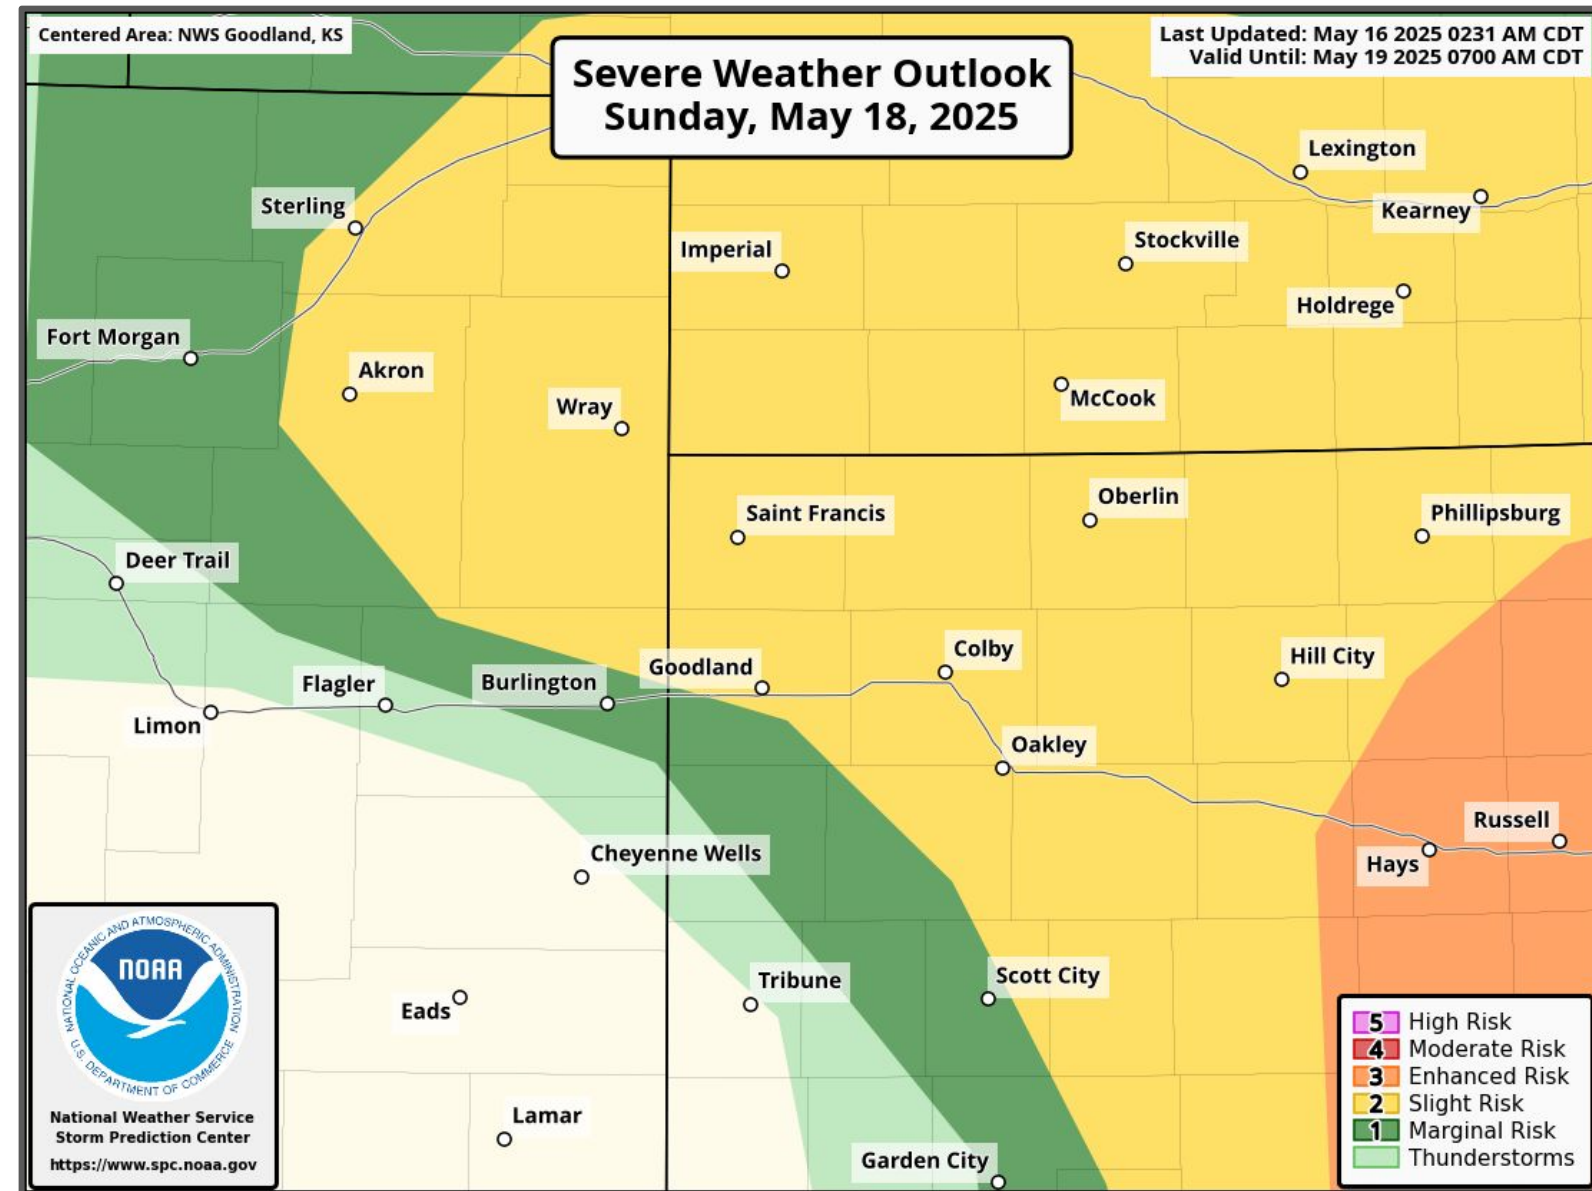 Centered Area: NWS Goodland, KS
Severe Weather Outlook
Sunday, May 18, 2025
Last Updated: May 16 2025 0231 AM CDT
Valid Until: May 19 2025 0700 AM CDT
Lexington
Kearney
Sterling
Imperial
Stockville
Holdrege
Fort Morgan
Akron
Wray
McCook
Saint Francis
Oberlin
Phillipsburg
Deer Trail
Colby
Hill City
Goodland
Burlington
Flagler
Limon
Oakley
Russell
Hays
Cheyenne Wells
Scott City
Tribune
Eads
Lamar
Garden City
NATIONAL OCEANIC AND ATMOSPHERIC ADMINISTRATION
NOAA
U.S. DEPARTMENT OF COMMERCE
National Weather Service
Storm Prediction Center
https://www.spc.noaa.gov
5 High Risk
4 Moderate Risk
3 Enhanced Risk
2 Slight Risk
1 Marginal Risk
Thunderstorms